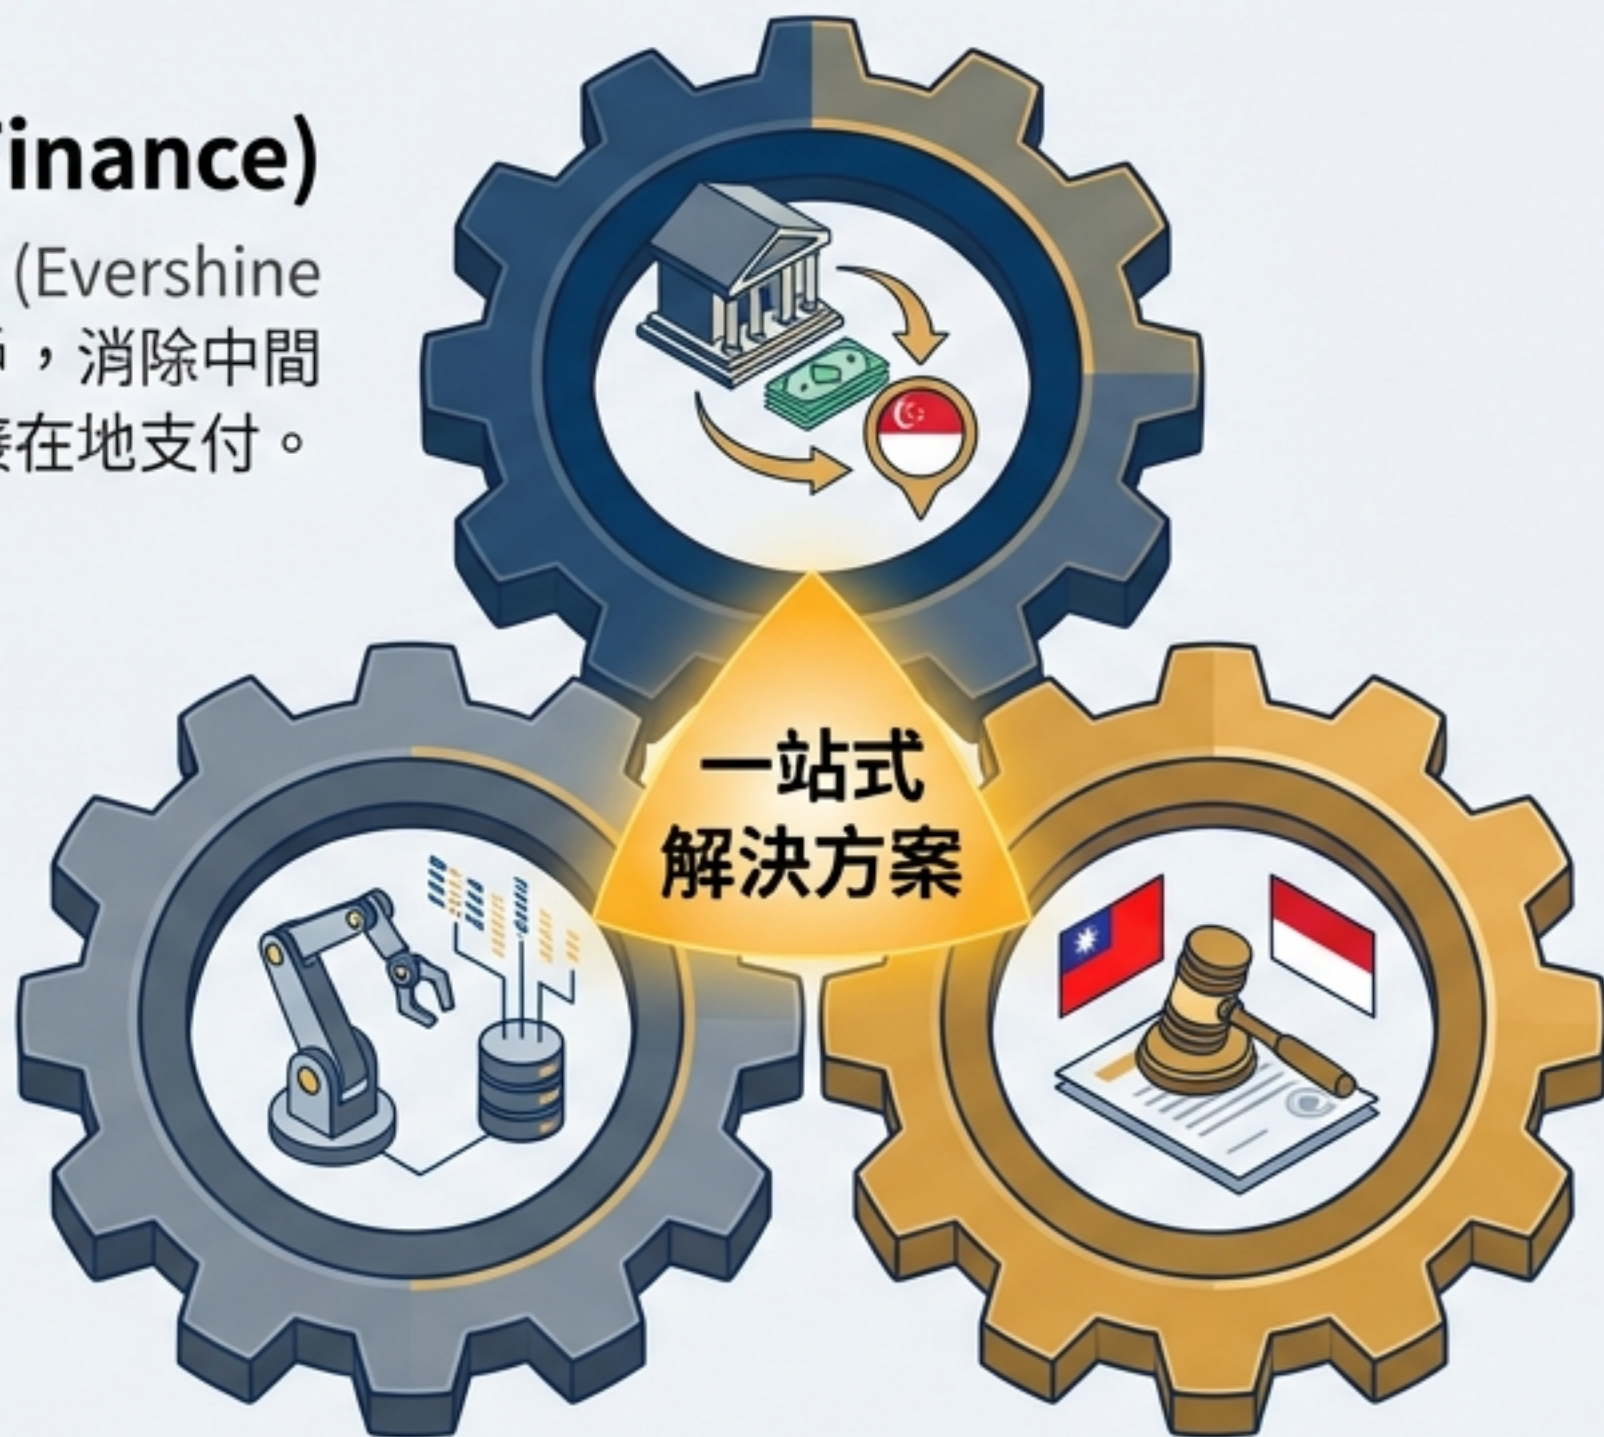 inance)
(Evershine
，消除中間
在地支付。
一站式
解決方案